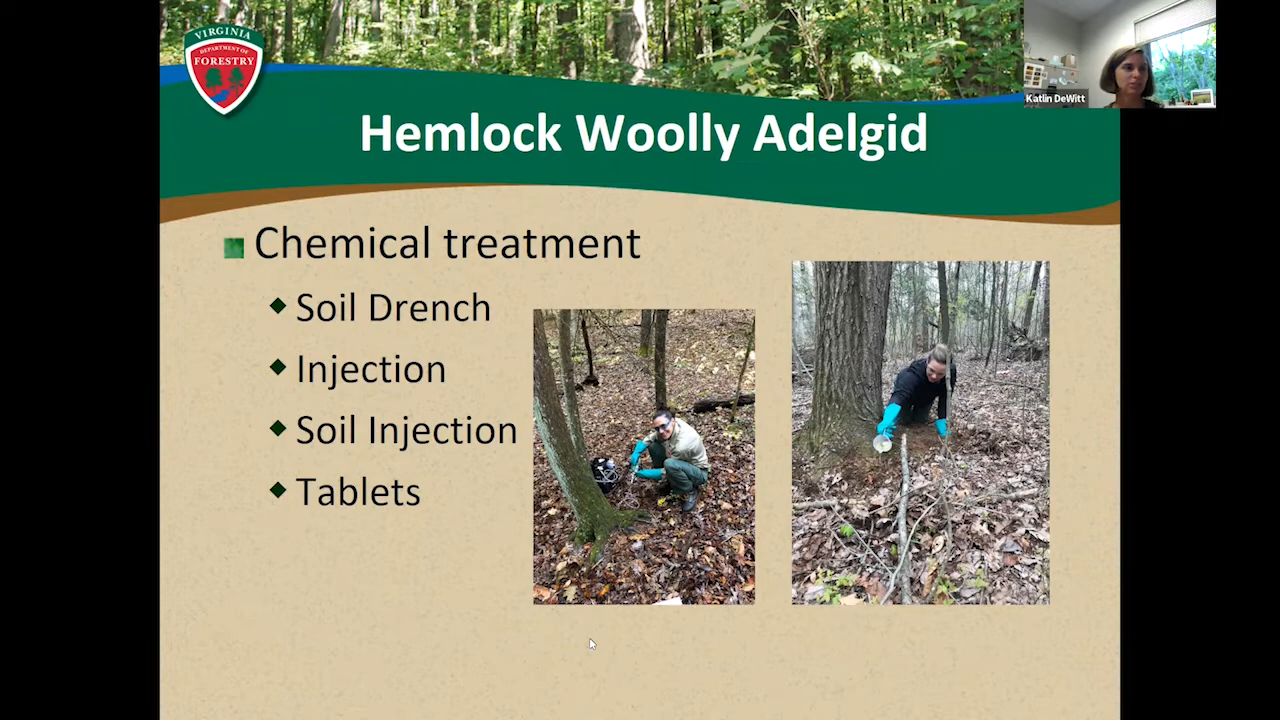 VIRGINIA
DEPARTMENT OF
FORESTRY
Katlin DeWitt
Hemlock Woolly Adelgid
Chemical treatment
Soil Drench
Injection
Soil Injection
Tablets